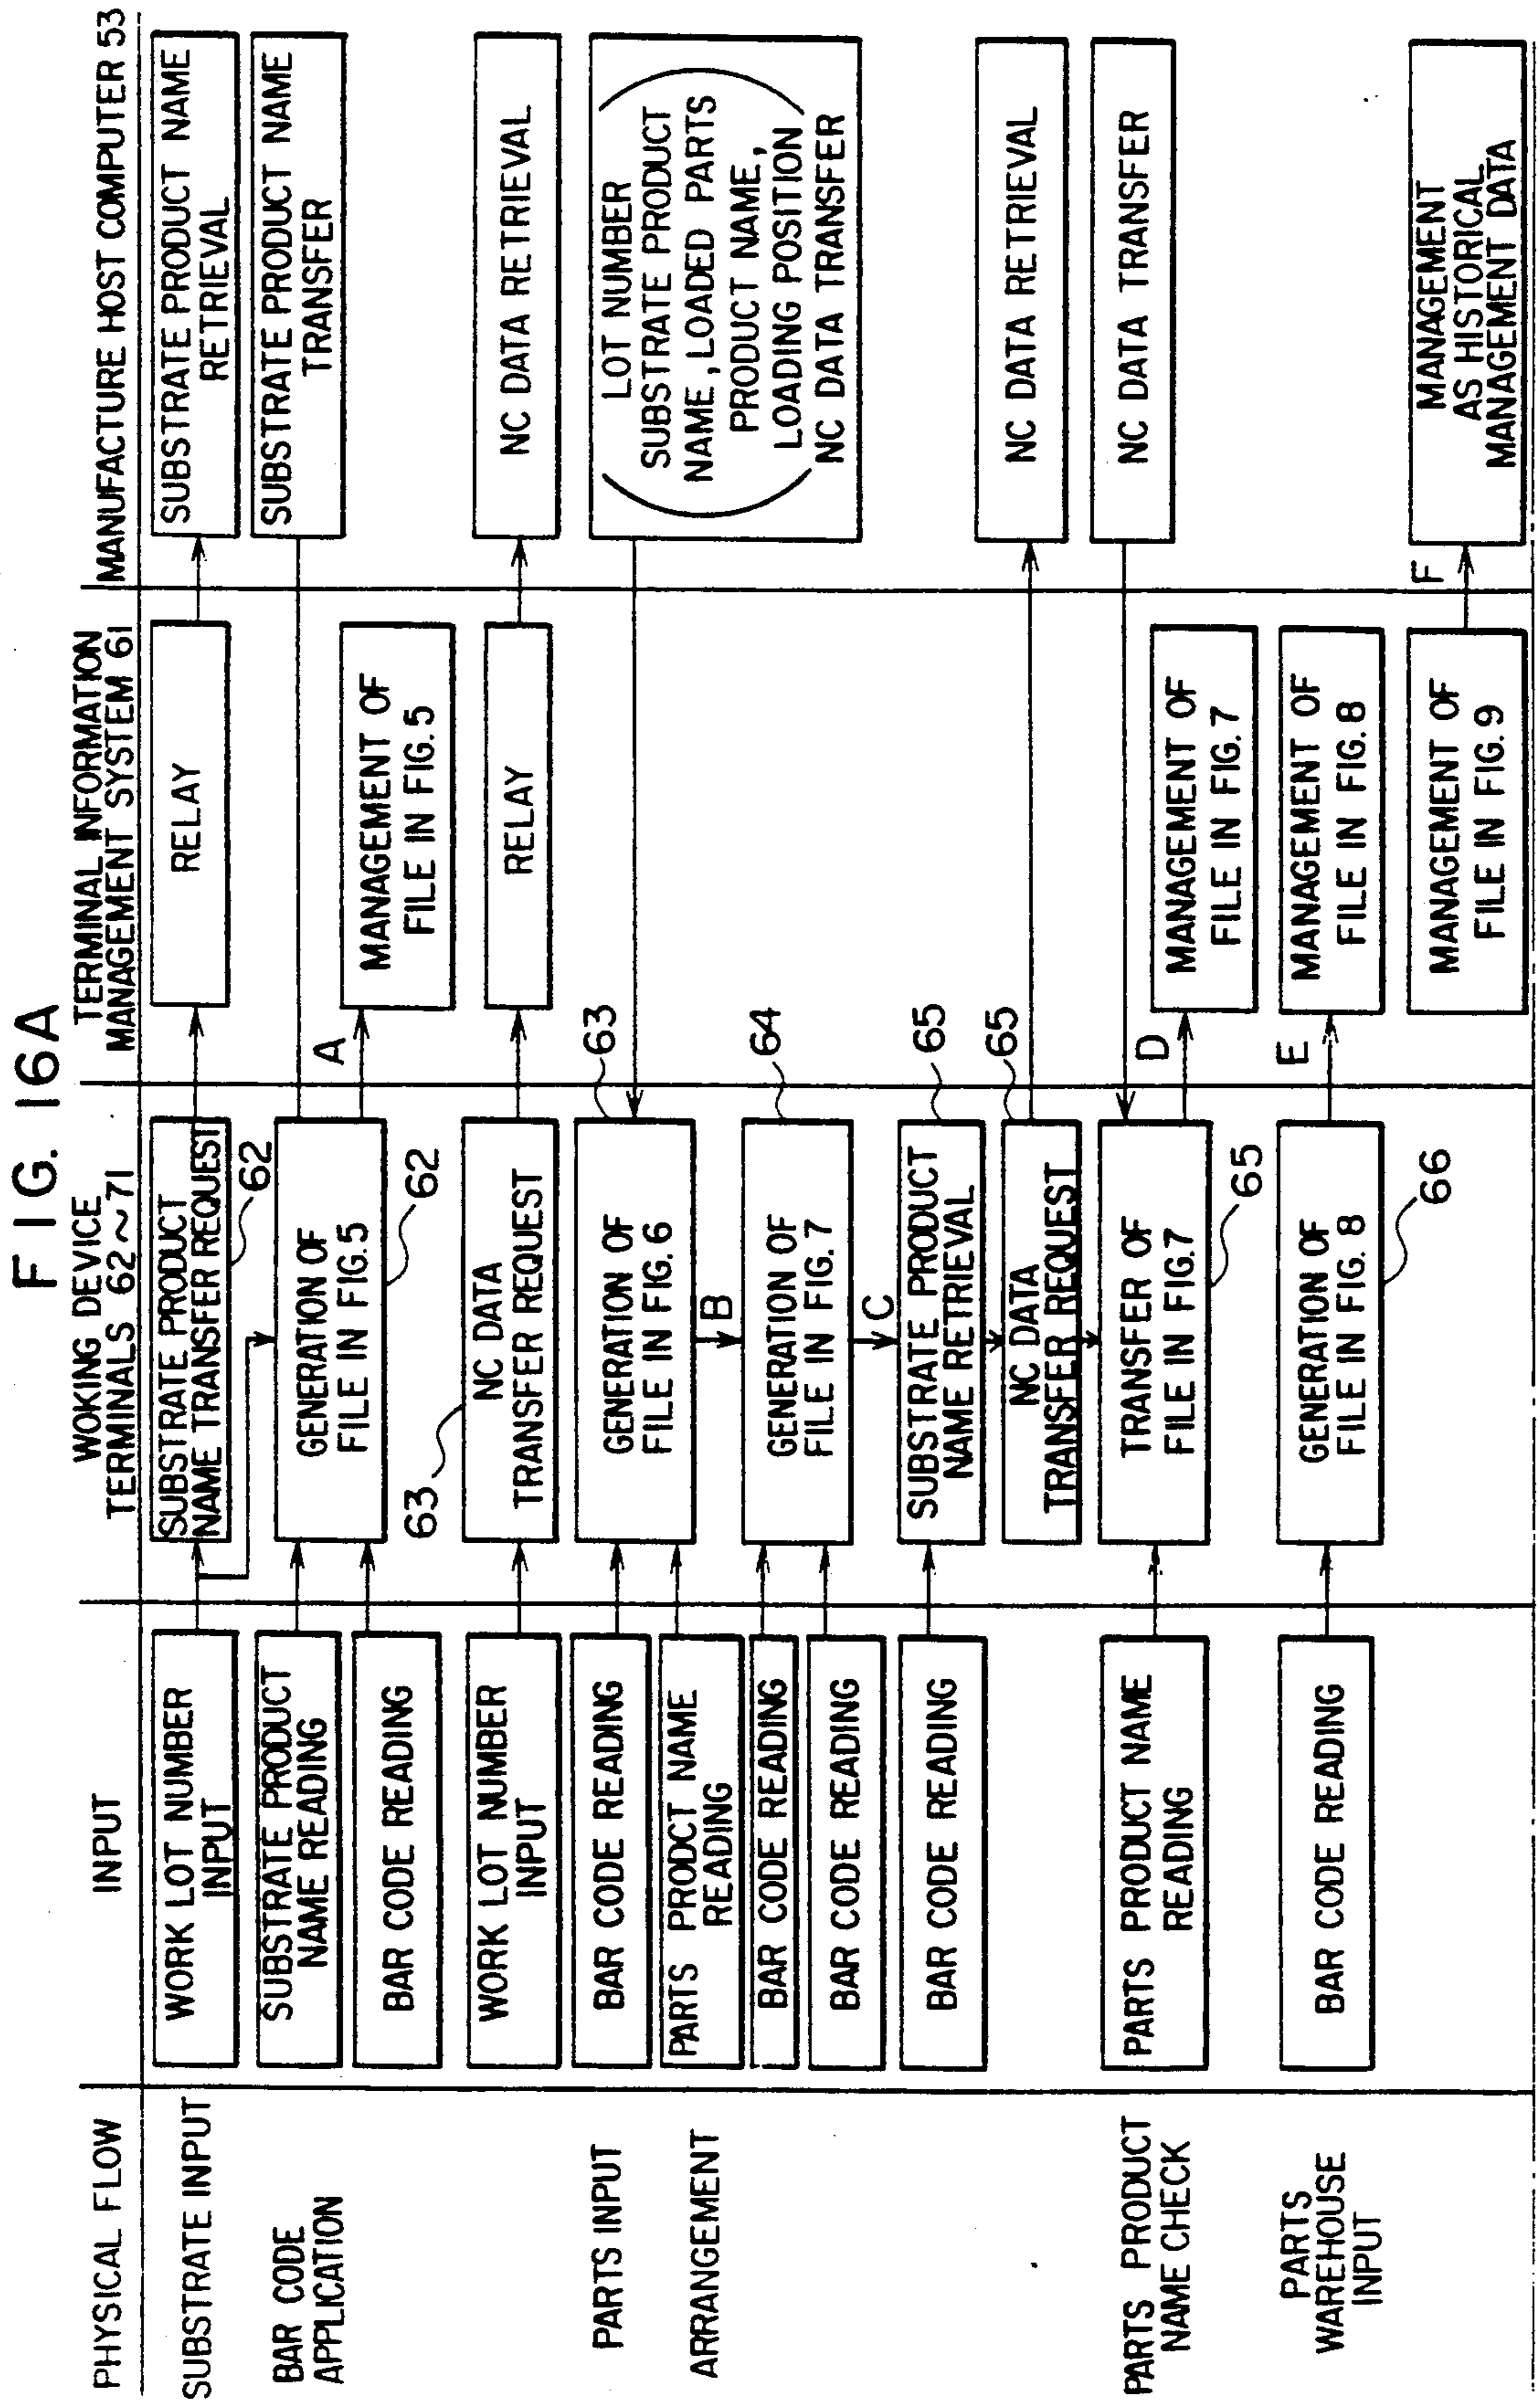 FIG. 16A
PHYSICAL FLOW
INPUT
WOKING DEVICE
TERMINALS 62~71
TERMINAL INFORMATION
MANAGEMENT SYSTEM 61
MANUFACTURE HOST COMPUTER 53
SUBSTRATE INPUT
WORK LOT NUMBER
INPUT
SUBSTRATE PRODUCT
NAME TRANSFER REQUEST
62
RELAY
SUBSTRATE PRODUCT NAME
RETRIEVAL
SUBSTRATE PRODUCT NAME
TRANSFER
BAR CODE
APPLICATION
SUBSTRATE PRODUCT
NAME READING
BAR CODE READING
GENERATION OF
FILE IN FIG.5
62
A
MANAGEMENT OF
FILE IN FIG.5
WORK LOT NUMBER
INPUT
63
NC DATA
TRANSFER REQUEST
RELAY
NC DATA RETRIEVAL
PARTS INPUT
BAR CODE READING
PARTS PRODCT NAME
READING
GENERATION OF
FILE IN FIG. 6
63
LOT NUMBER
SUBSTRATE PRODUCT
NAME, LOADED PARTS
PRODUCT NAME,
LOADING POSITION
NC DATA TRANSFER
B
ARRANGEMENT
BAR CODE READING
BAR CODE READING
GENERATION OF
FILE IN FIG. 7
64
C
BAR CODE READING
SUBSTRATE PRODUCT
NAME RETRIEVAL
65
NC DATA
TRANSFER REQUEST
65
NC DATA RETRIEVAL
NC DATA TRANSFER
PARTS PRODUCT
NAME CHECK
PARTS PRODUCT NAME
READING
TRANSFER OF
FILE IN FIG.7
65
D
MANAGEMENT OF
FILE IN FIG. 7
PARTS
WAREHOUSE
INPUT
BAR CODE READING
GENERATION OF
FILE IN FIG. 8
66
E
MANAGEMENT OF
FILE IN FIG. 8
MANAGEMENT OF
FILE IN FIG. 9
F
MANAGEMENT
AS HISTORICAL
MANAGEMENT DATA